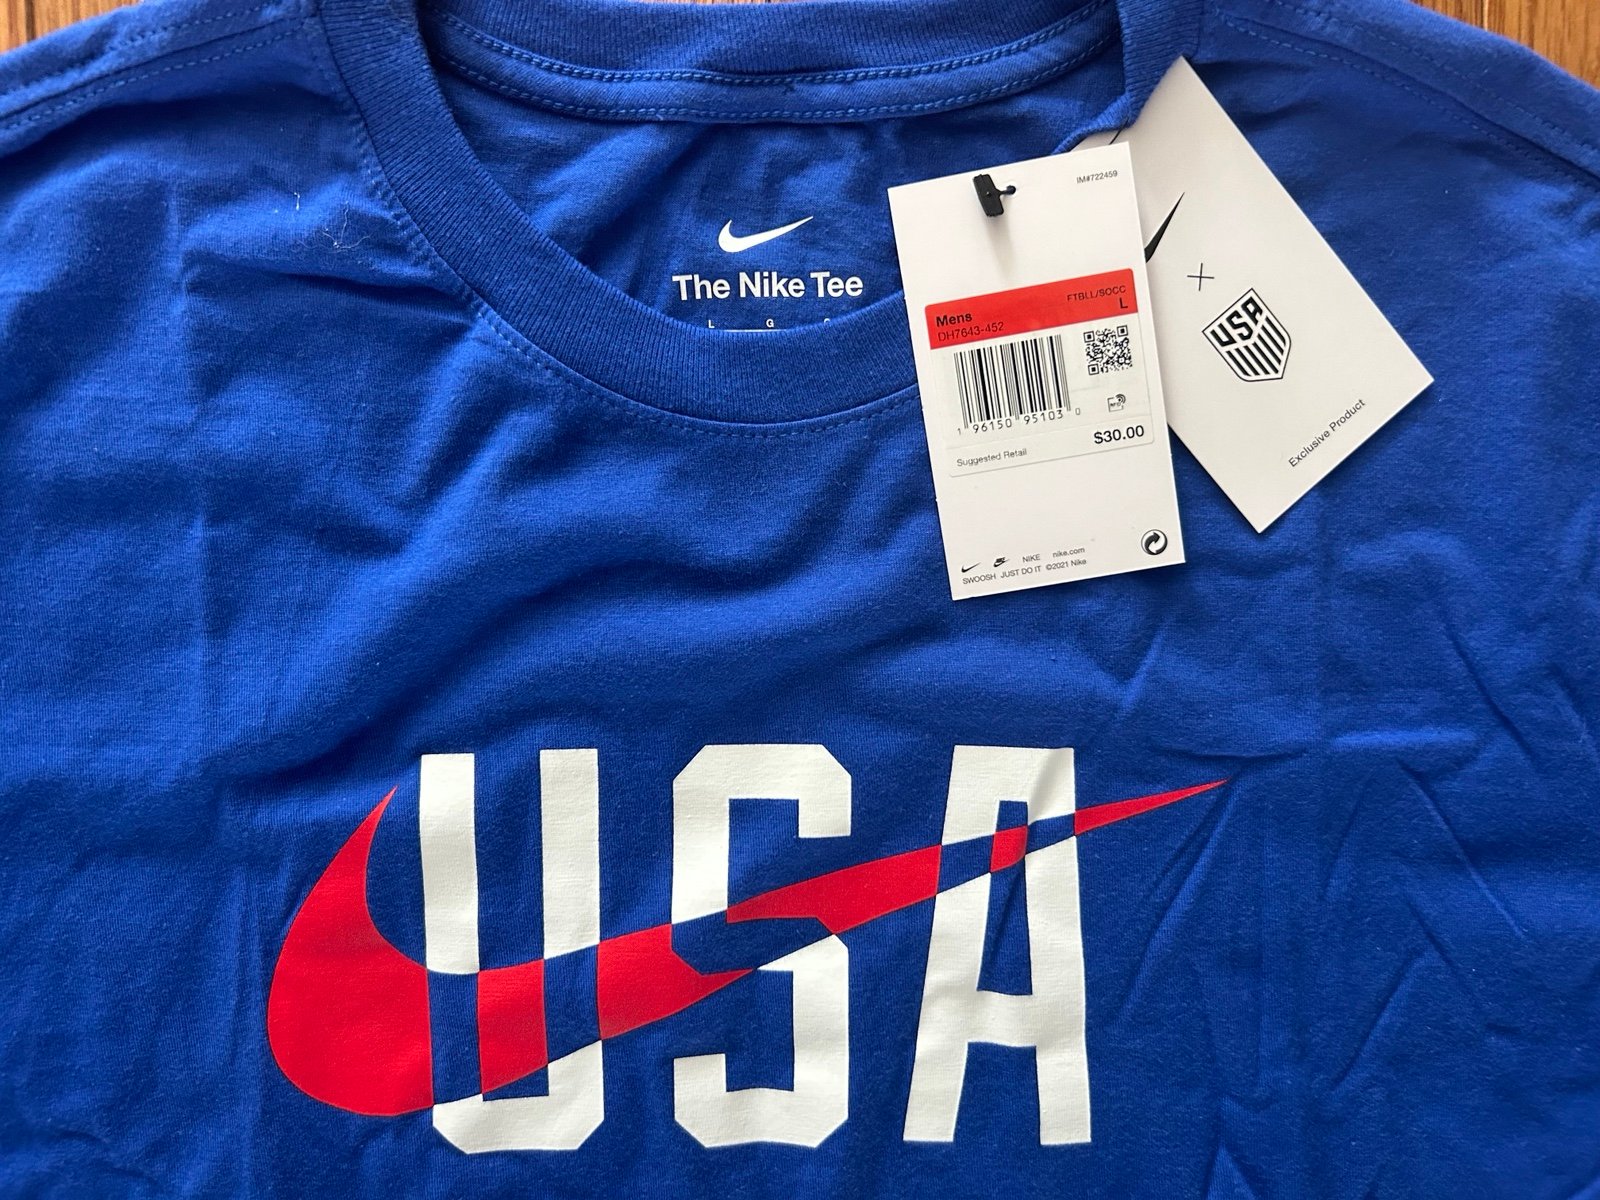 The Nike Tee
L G
IM#722459
FTBLL/SOCC
Mens L
DH7643-452
1 96150 95103 0
$30.00
Suggested Retail
NIKE nike.com
SWOOSH JUST DO IT ©2021 Nike
×
USA
Exclusive Product
USA